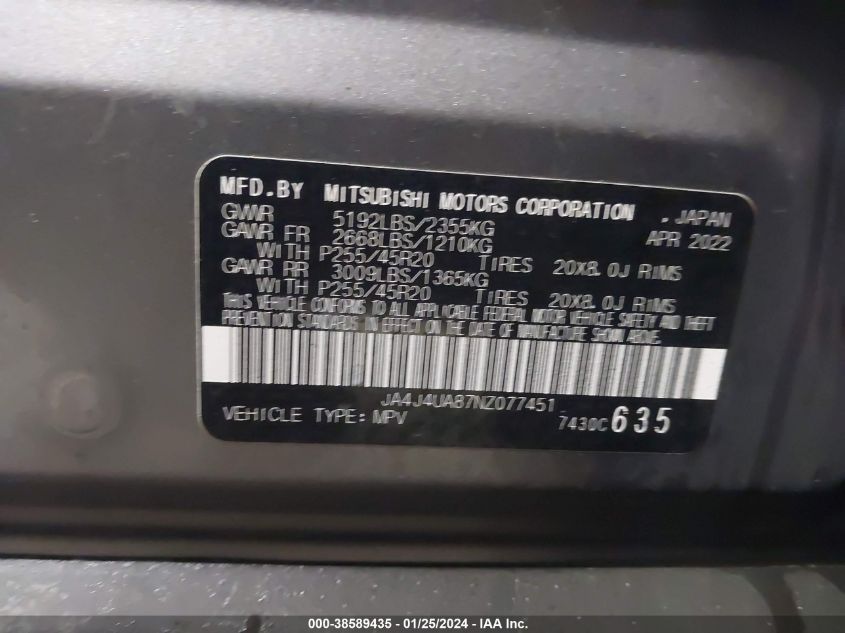 MFD.BY MITSUBISHI MOTORS CORPORATION , JAPAN
GVWR 5192LBS/2355KG APR 2022
GAWR FR 2668LBS/1210KG
WITH P255/45R20 TIRES 20X8.0J RIMS
GAWR RR 3009LBS/1365KG
WITH P255/45R20 TIRES 20X8.0J RIMS
THIS VEHICLE CONFORMS TO ALL APPLICABLE FEDERAL MOTOR VEHICLE SAFETY AND THEFT
PREVENTION STANDARDS IN EFFECT ON THE DATE OF MANUFACTURE SHOWN ABOVE.
JA4J4UA87NZ077451
VEHICLE TYPE: MPV 7430C 635
000-38589435 - 01/25/2024 - IAA Inc.